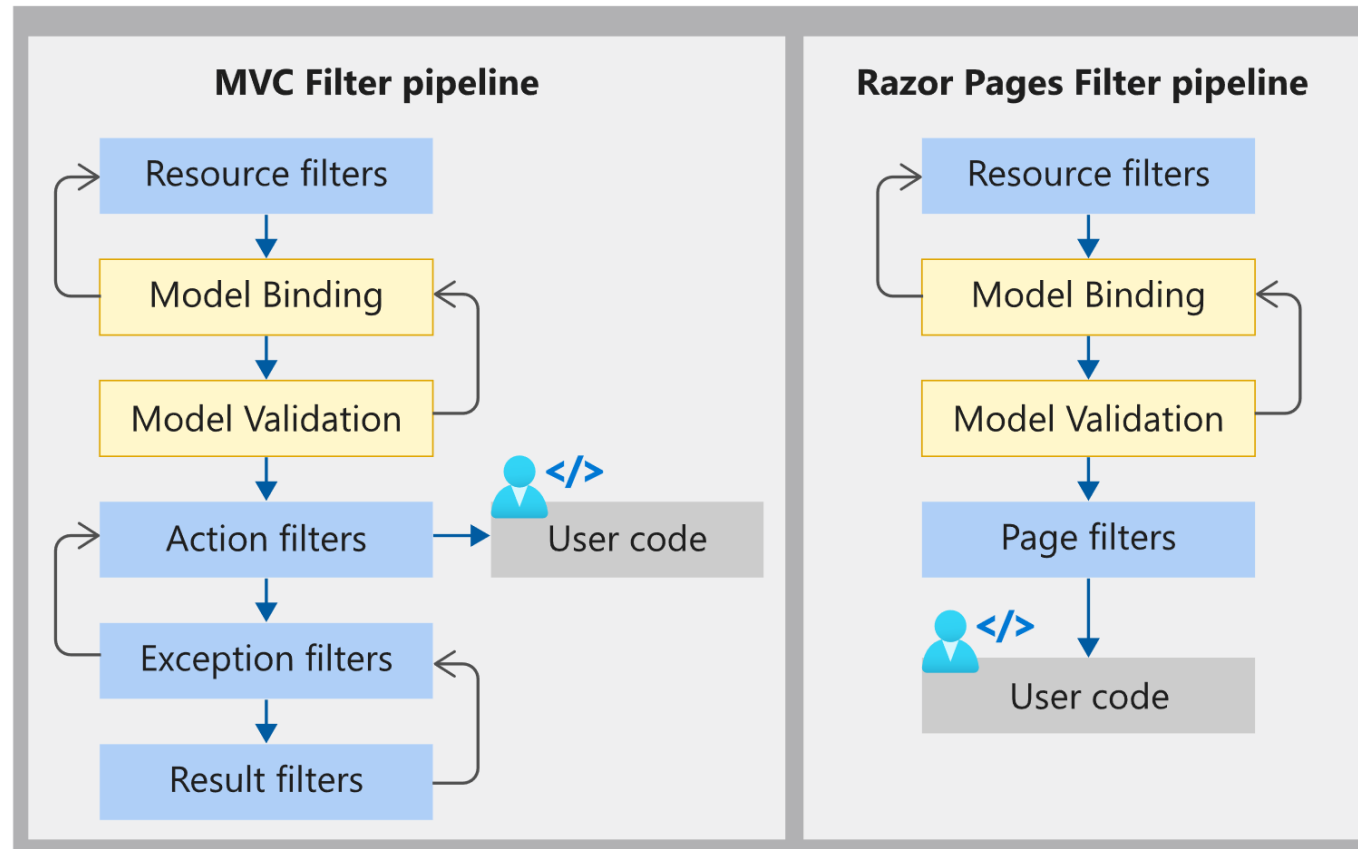 MVC Filter pipeline
Resource filters
Model Binding
Model Validation
Action filters
</>
User code
Exception filters
Result filters
Razor Pages Filter pipeline
Resource filters
Model Binding
Model Validation
Page filters
</>
User code